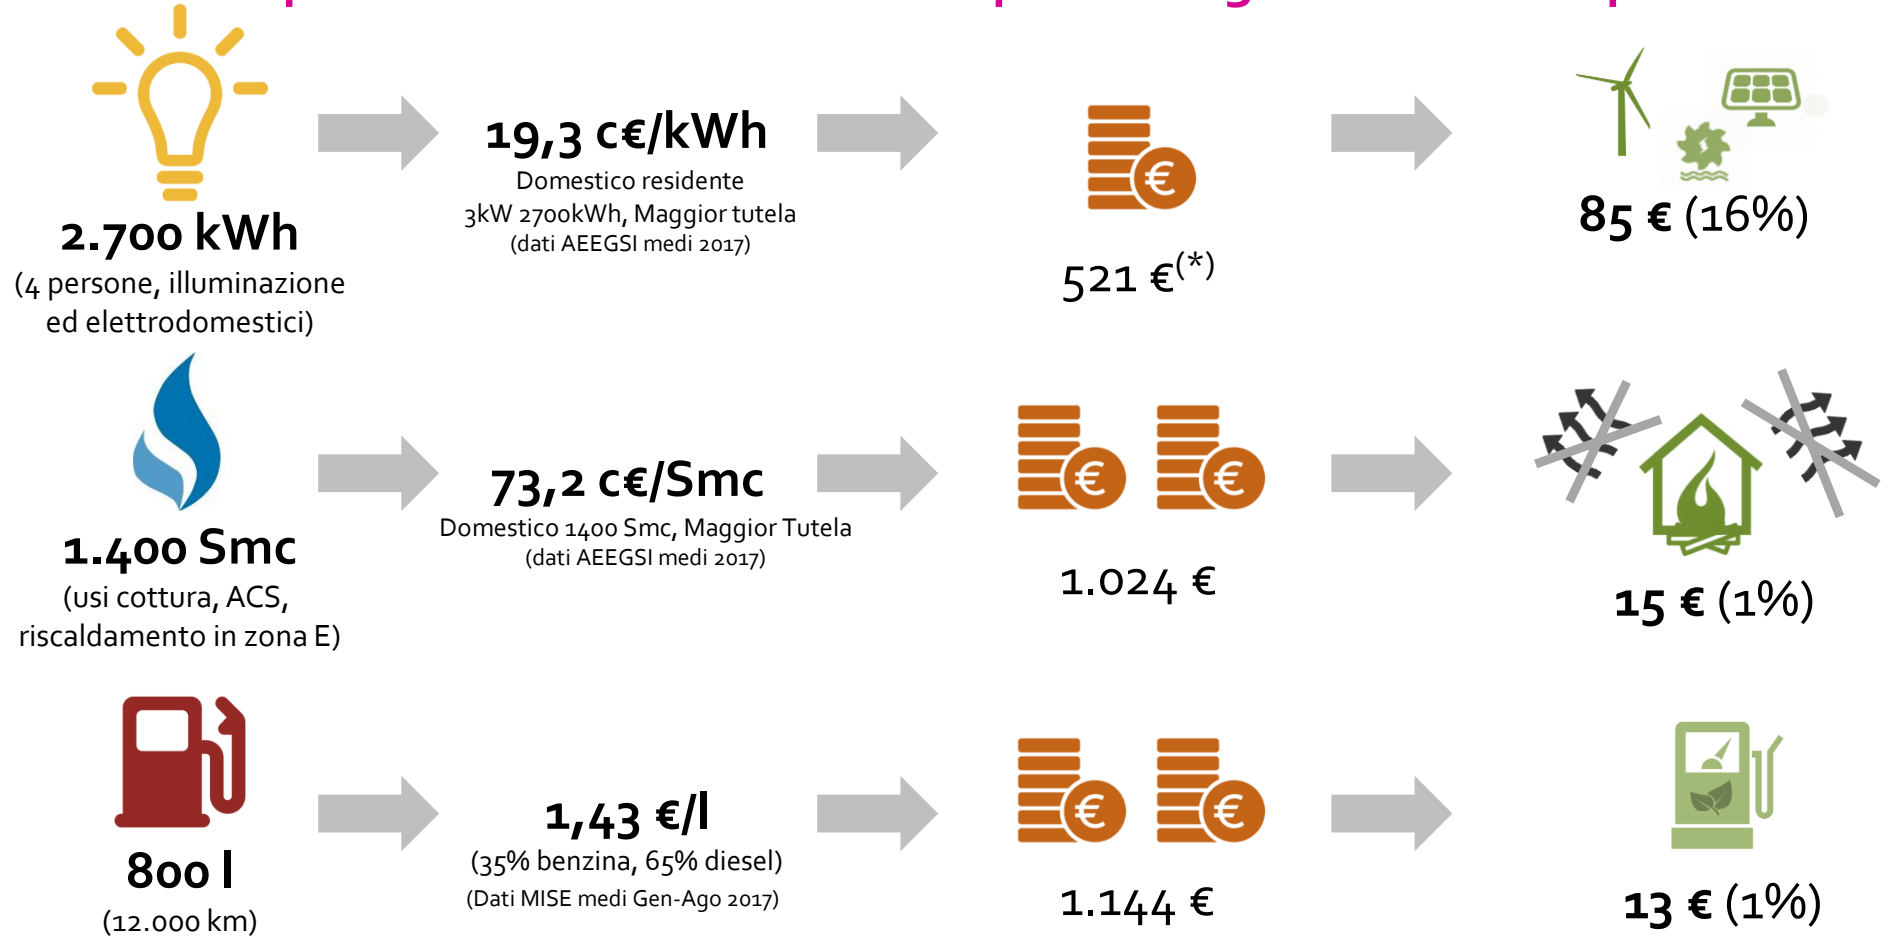 19,3 c€/kWh
Domestico residente
3kW 2700kWh, Maggior tutela
(dati AEEGSI medi 2017)
2.700 kWh
(4 persone, illuminazione
ed elettrodomestici)
521 €(*)
85 € (16%)
73,2 c€/Smc
Domestico 1400 Smc, Maggior Tutela
(dati AEEGSI medi 2017)
1.400 Smc
(usi cottura, ACS,
riscaldamento in zona E)
1.024 €
15 € (1%)
1,43 €/l
(35% benzina, 65% diesel)
(Dati MISE medi Gen-Ago 2017)
800 l
(12.000 km)
1.144 €
13 € (1%)